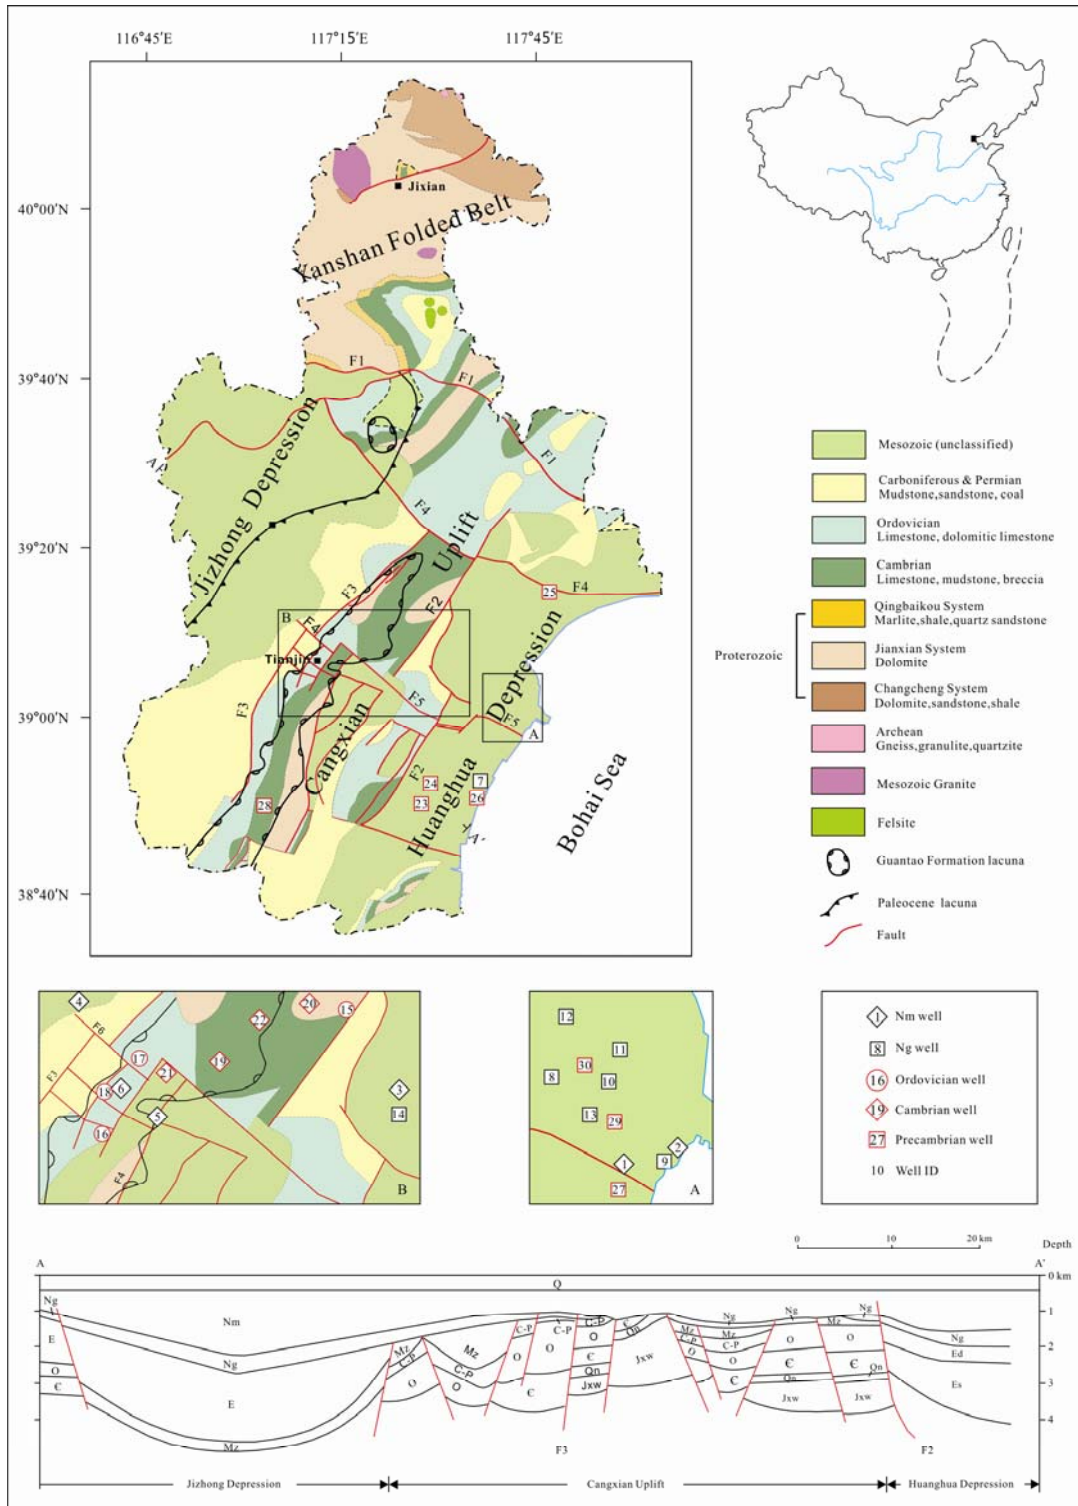 116°45′E
117°15′E
117°45′E
40°00′N
39°40′N
39°20′N
39°00′N
38°40′N
Jixian
Yanshan Folded Belt
F1
F1
F1
Jizhong Depression
A
F4
Uplift
F4
F3
F2
25
B
F4
Tianjin
Depression
F3
F5
F5
A
Cangxian
F2
24
7
23
26
28
Huanghua
A'
Bohai Sea
Mesozoic (unclassified)
Carboniferous & Permian
Mudstone,sandstone, coal
Ordovician
Limestone, dolomitic limestone
Cambrian
Limestone, mudstone, breccia
Proterozoic
Qingbaikou System
Marlite,shale,quartz sandstone
Jianxian System
Dolomite
Changcheng System
Dolomite,sandstone,shale
Archean
Gneiss,granulite,quartzite
Mesozoic Granite
Felsite
Guantao Formation lacuna
Paleocene lacuna
Fault
4
20
15
22
F6
17
19
F3
21
18
6
3
5
14
16
F4
B
12
11
30
8
10
13
29
2
1
9
27
A
1 Nm well
8 Ng well
16 Ordovician well
19 Cambrian well
27 Precambrian well
10 Well ID
0 10 20 km
Depth
A A'
0 km
Q
Ng Nm Ng Ng Ng 1
E C-P C-P C-P Є Qn Mz Mz Ng
Mz O Mz C-P O O 2
Ng C-P Mz O C-P O Ed
O C-P O Є Jxw Є Є Qn
Є O Qn Є Qn 3
E Є Jxw Jxw Jxw Es
4
Mz
F3 F2
Jizhong Depression Cangxian Uplift Huanghua Depression